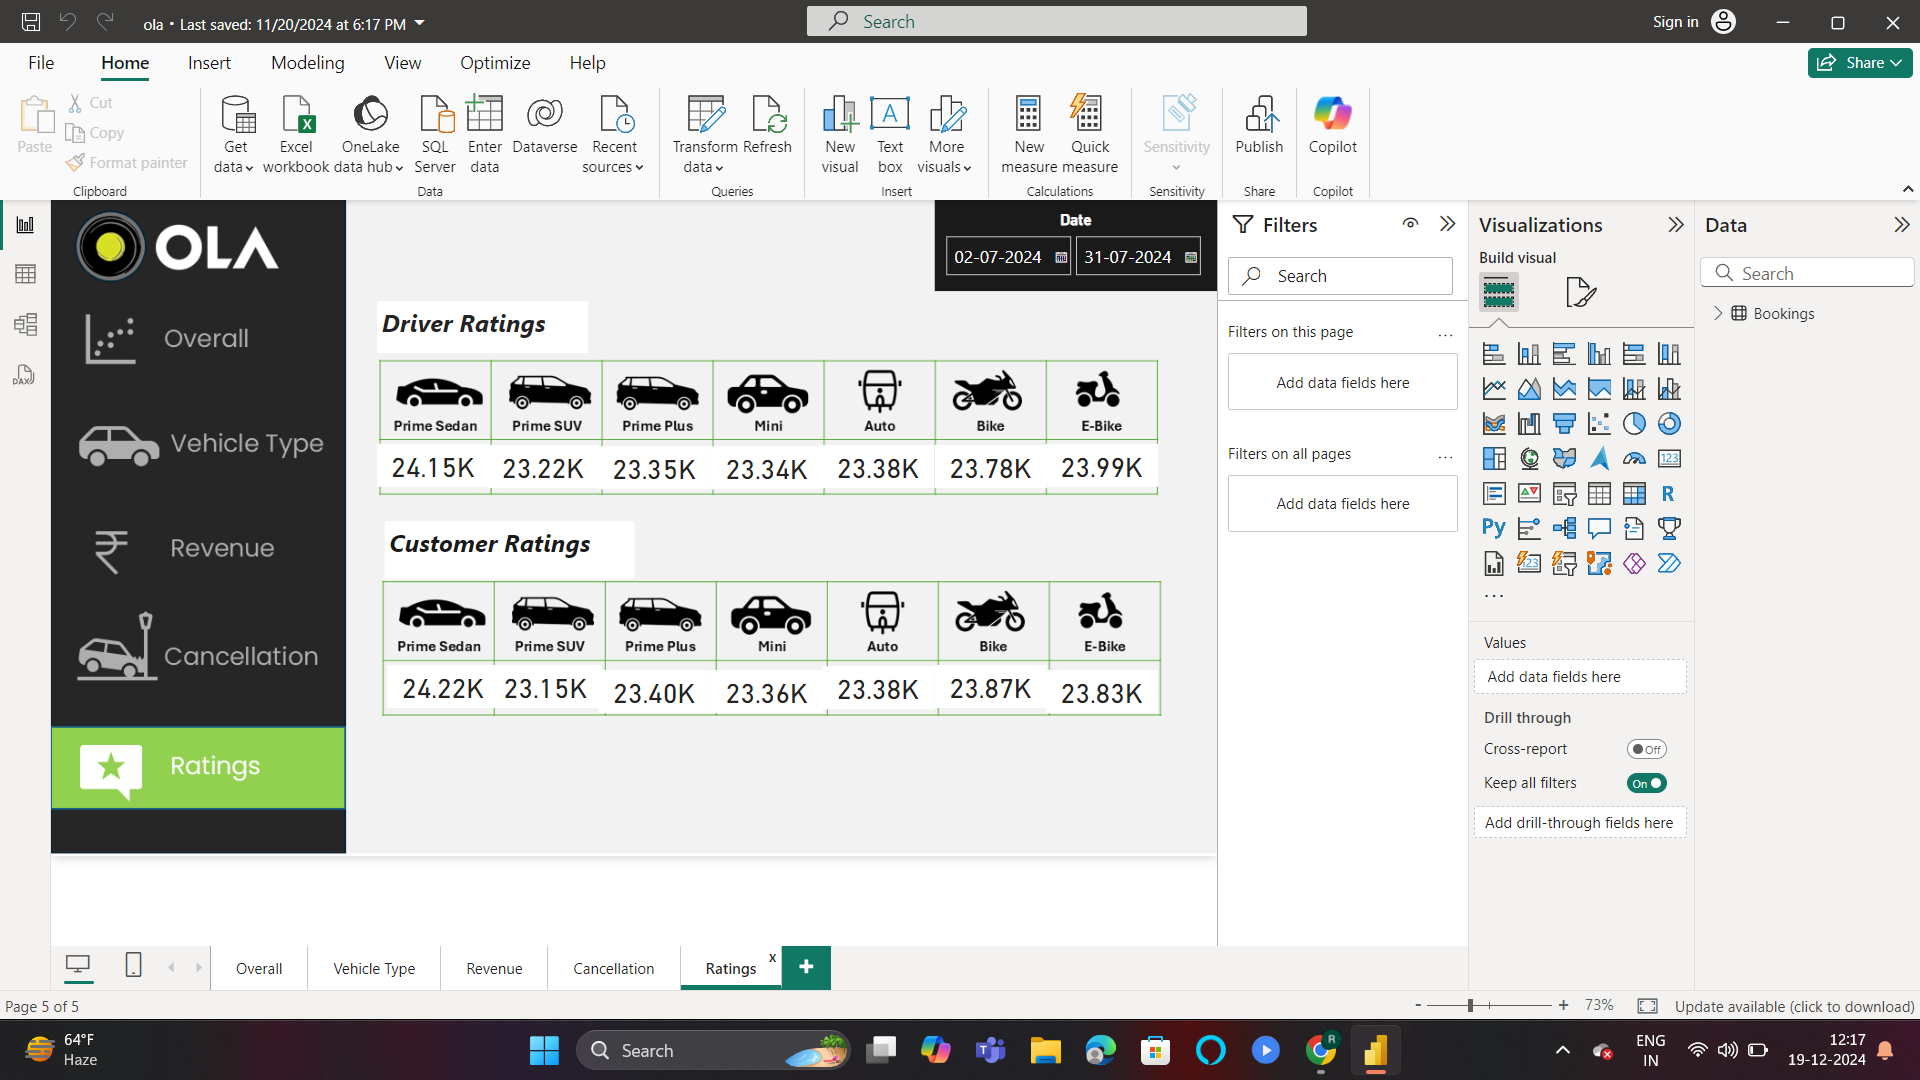 ola • Last saved: 11/20/2024 at 6:17 PM
Search
Sign in
File Home Insert Modeling View Optimize Help
Share
Paste
Cut
Copy
Format painter
Clipboard
Get data
Excel workbook
OneLake data hub
SQL Server
Enter data
Dataverse
Recent sources
Data
Transform data
Refresh
Queries
New visual
A
Text box
More visuals
Insert
New measure
Quick measure
Calculations
Sensitivity
Sensitivity
Publish
Share
Copilot
Copilot
DAX
OLA
Overall
Vehicle Type
Revenue
Cancellation
Ratings
Date
02-07-2024 31-07-2024
Driver Ratings
Prime Sedan Prime SUV Prime Plus Mini Auto Bike E-Bike
24.15K 23.22K 23.35K 23.34K 23.38K 23.78K 23.99K
Customer Ratings
Prime Sedan Prime SUV Prime Plus Mini Auto Bike E-Bike
24.22K 23.15K 23.40K 23.36K 23.38K 23.87K 23.83K
Filters
Search
Filters on this page ...
Add data fields here
Filters on all pages ...
Add data fields here
Visualizations
Build visual
123
R
Py
123
...
Values
Add data fields here
Drill through
Cross-report Off
Keep all filters On
Add drill-through fields here
Data
Search
Bookings
Overall Vehicle Type Revenue Cancellation Ratings x +
Page 5 of 5
- + 73%
Update available (click to download)
64°F
Haze
Search
R
ENG
IN
12:17
19-12-2024